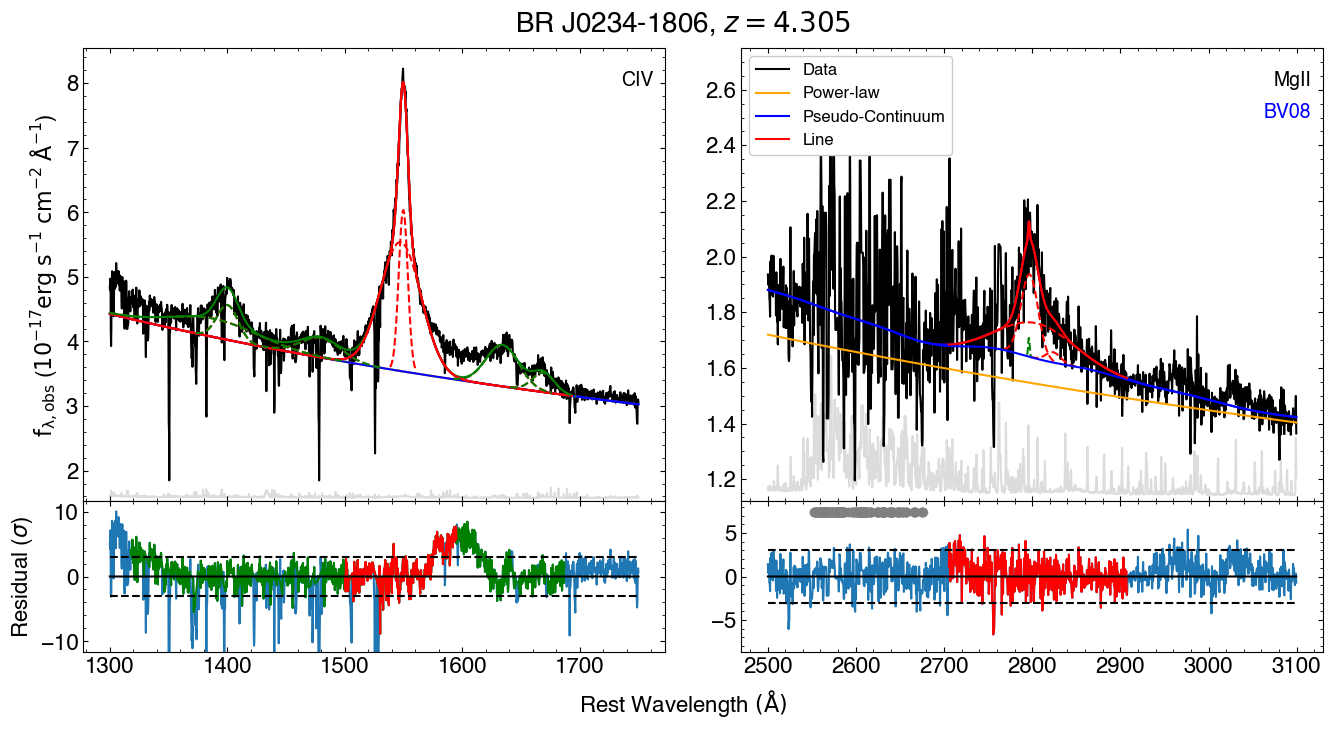 BR J0234-1806, z = 4.305
CIV
8
7
6
5
4
3
2
f_λ,obs (10^−17 erg s^−1 cm^−2 Å^−1)
MgII
BV08
Data
Power-law
Pseudo-Continuum
Line
2.6
2.4
2.2
2.0
1.8
1.6
1.4
1.2
10
0
−10
Residual (σ)
1300 1400 1500 1600 1700
5
0
−5
2500 2600 2700 2800 2900 3000 3100
Rest Wavelength (Å)